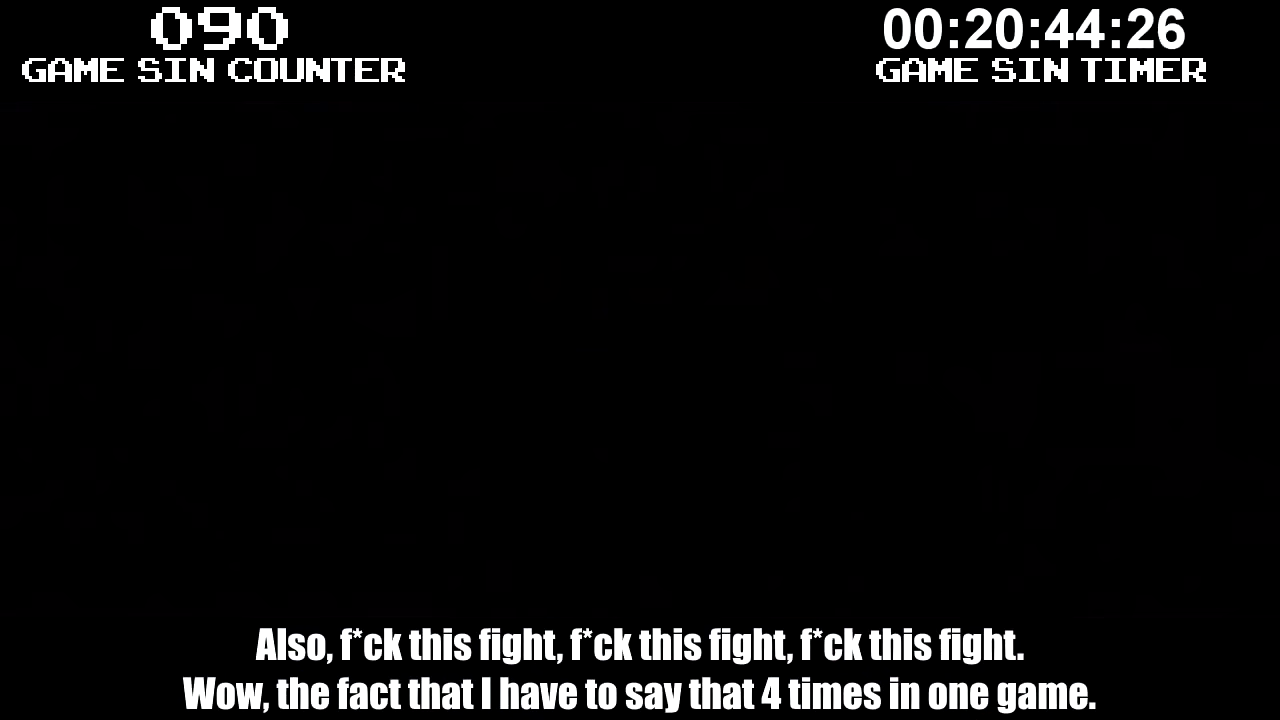 090
GAME SIN COUNTER
00:20:44:26
GAME SIN TIMER
Also, f*ck this fight, f*ck this fight, f*ck this fight.
Wow, the fact that I have to say that 4 times in one game.